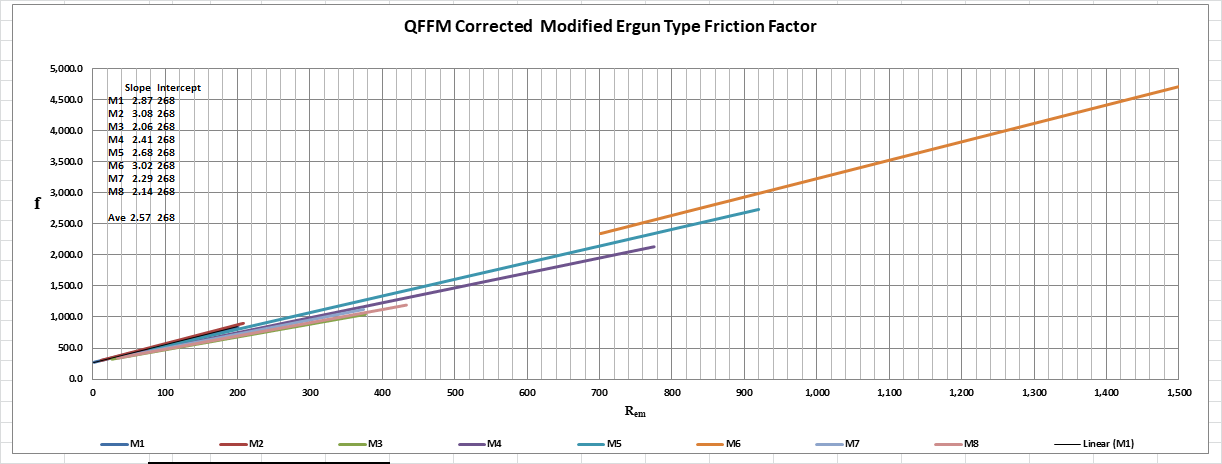 QFFM Corrected Modified Ergun Type Friction Factor
5,000.0
4,500.0
4,000.0
3,500.0
3,000.0
2,500.0
2,000.0
1,500.0
1,000.0
500.0
0.0
f
Slope Intercept
M1 2.87 268
M2 3.08 268
M3 2.06 268
M4 2.41 268
M5 2.68 268
M6 3.02 268
M7 2.29 268
M8 2.14 268
Ave 2.57 268
0 100 200 300 400 500 600 700 800 900 1,000 1,100 1,200 1,300 1,400 1,500
Rem
M1 M2 M3 M4 M5 M6 M7 M8 Linear (M1)